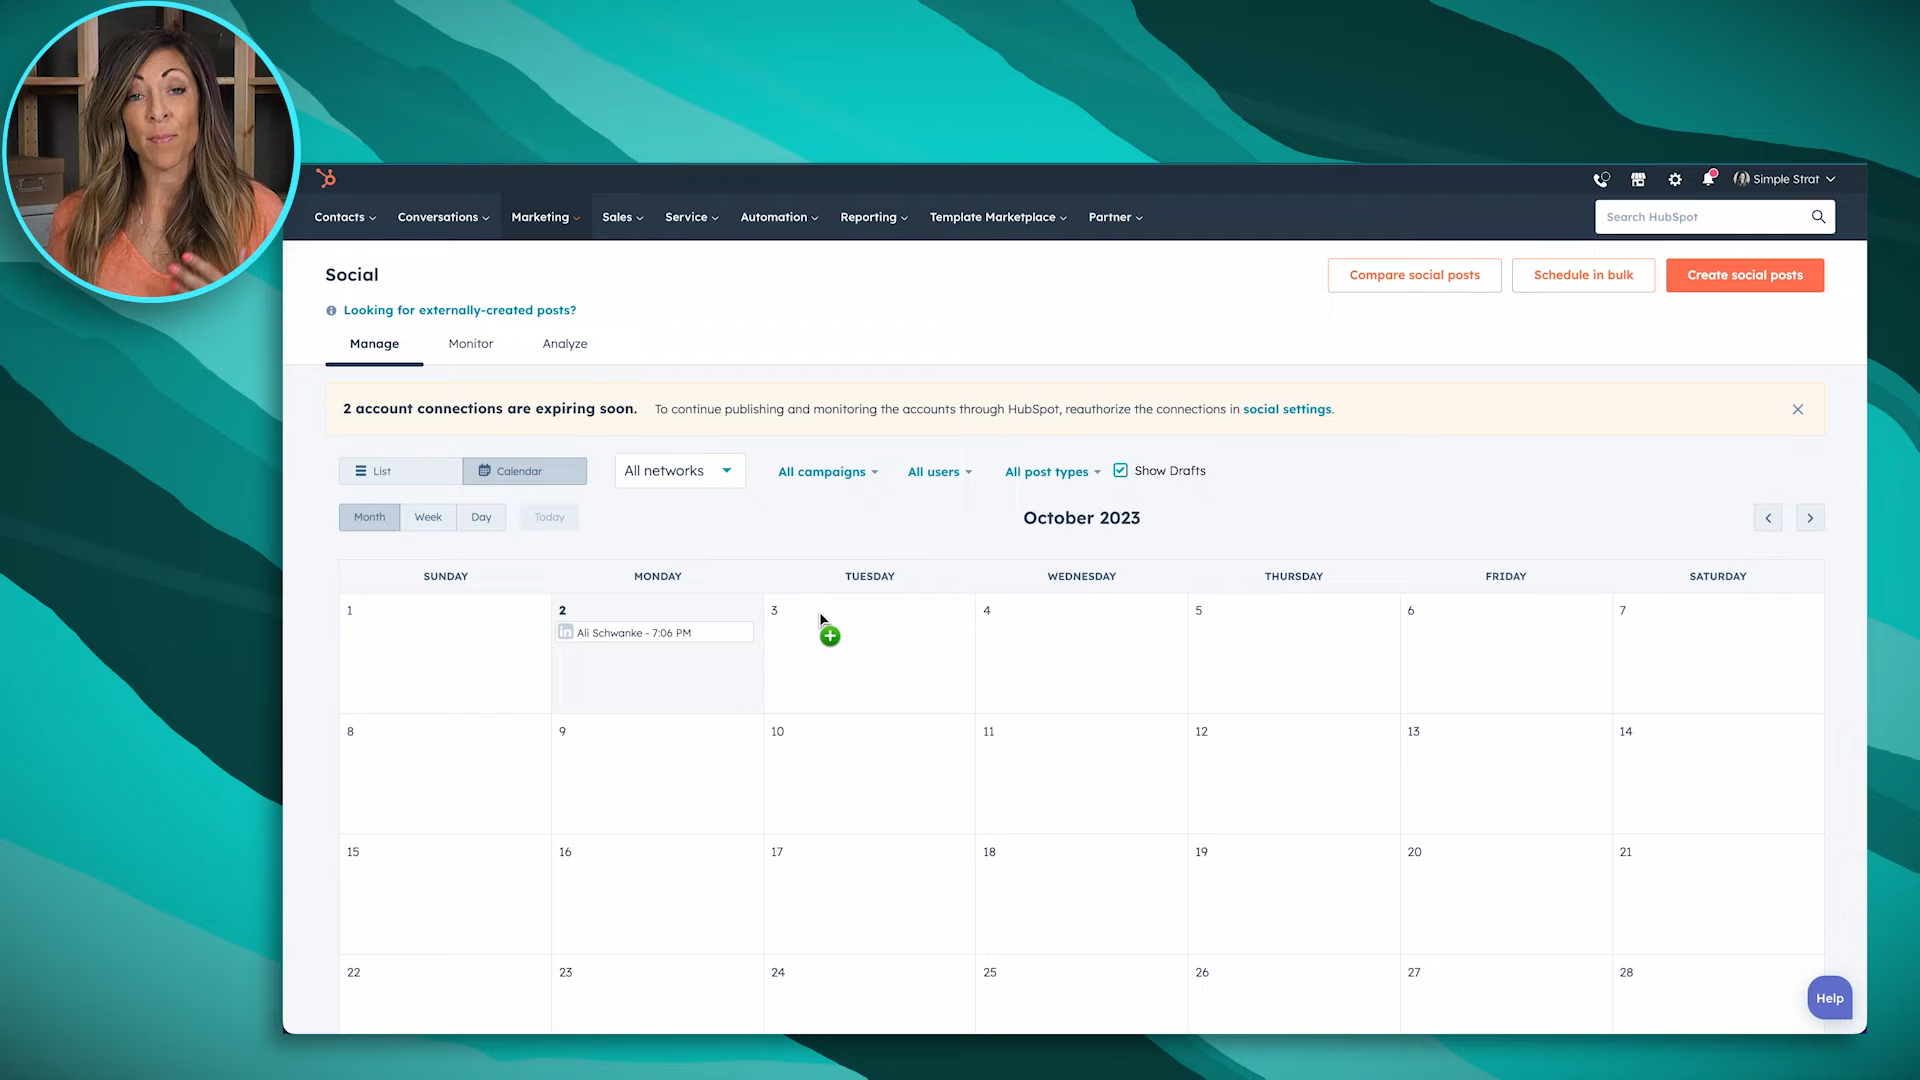 Simple Strat
Contacts
Conversations
Marketing
Sales
Service
Automation
Reporting
Template Marketplace
Partner
Search HubSpot
Social
Compare social posts
Schedule in bulk
Create social posts
Looking for externally-created posts?
Manage
Monitor
Analyze
2 account connections are expiring soon. To continue publishing and monitoring the accounts through HubSpot, reauthorize the connections in social settings.
List
Calendar
All networks
All campaigns
All users
All post types
Show Drafts
Month
Week
Day
Today
October 2023
SUNDAY
MONDAY
TUESDAY
WEDNESDAY
THURSDAY
FRIDAY
SATURDAY
1
2
3
4
5
6
7
in Ali Schwanke - 7:06 PM
8
9
10
11
12
13
14
15
16
17
18
19
20
21
22
23
24
25
26
27
28
Help